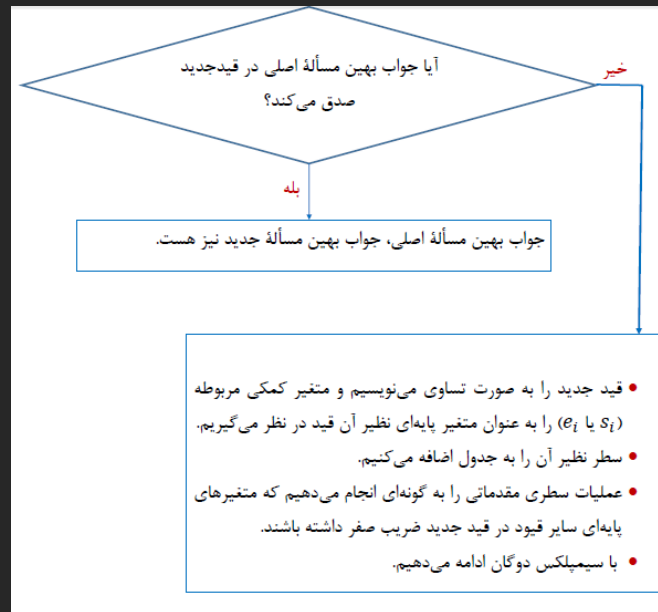 آیا جواب بهین مسألهٔ اصلی در قیدجدید
صدق می‌کند؟
خیر
بله
جواب بهین مسألهٔ اصلی، جواب بهین مسألهٔ جدید نیز هست.
• قید جدید را به صورت تساوی می‌نویسیم و متغیر کمکی مربوطه
(sᵢ یا eᵢ) را به عنوان متغیر پایه‌ای نظیر آن قید در نظر می‌گیریم.
• سطر نظیر آن را به جدول اضافه می‌کنیم.
• عملیات سطری مقدماتی را به گونه‌ای انجام می‌دهیم که متغیرهای
پایه‌ای سایر قیود در قید جدید ضریب صفر داشته باشند.
• با سیمپلکس دوگان ادامه می‌دهیم.